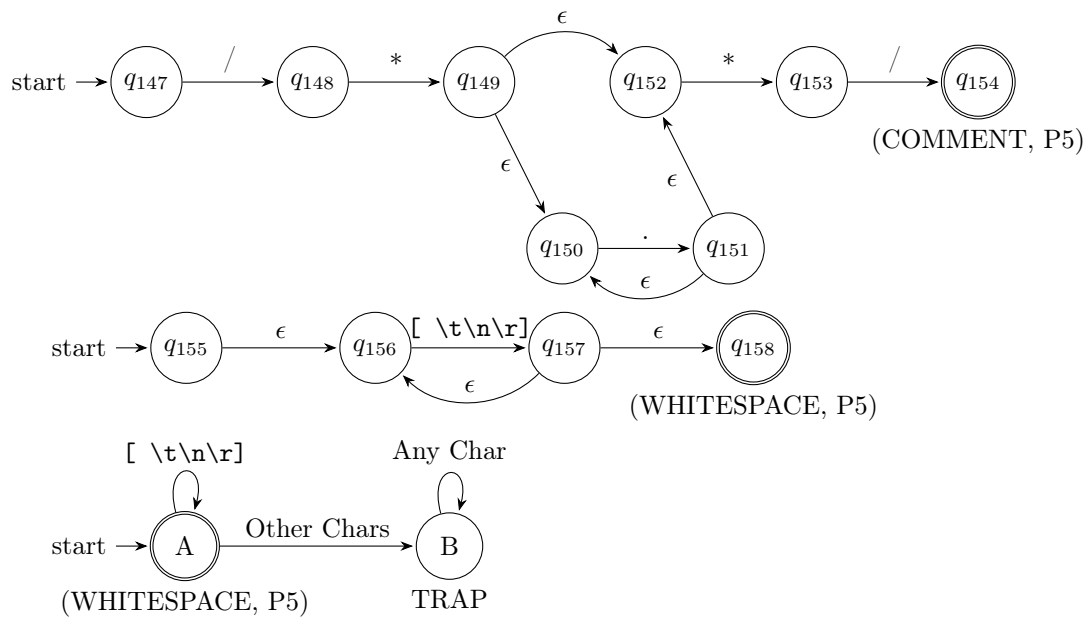 ϵ
start q147 / q148 * q149 q152 * q153 / q154
(COMMENT, P5)
ϵ ϵ
q150 . q151
ϵ
start q155 ϵ q156 [ \t\n\r] q157 ϵ q158
ϵ
(WHITESPACE, P5)
[ \t\n\r] Any Char
start A Other Chars B
(WHITESPACE, P5) TRAP